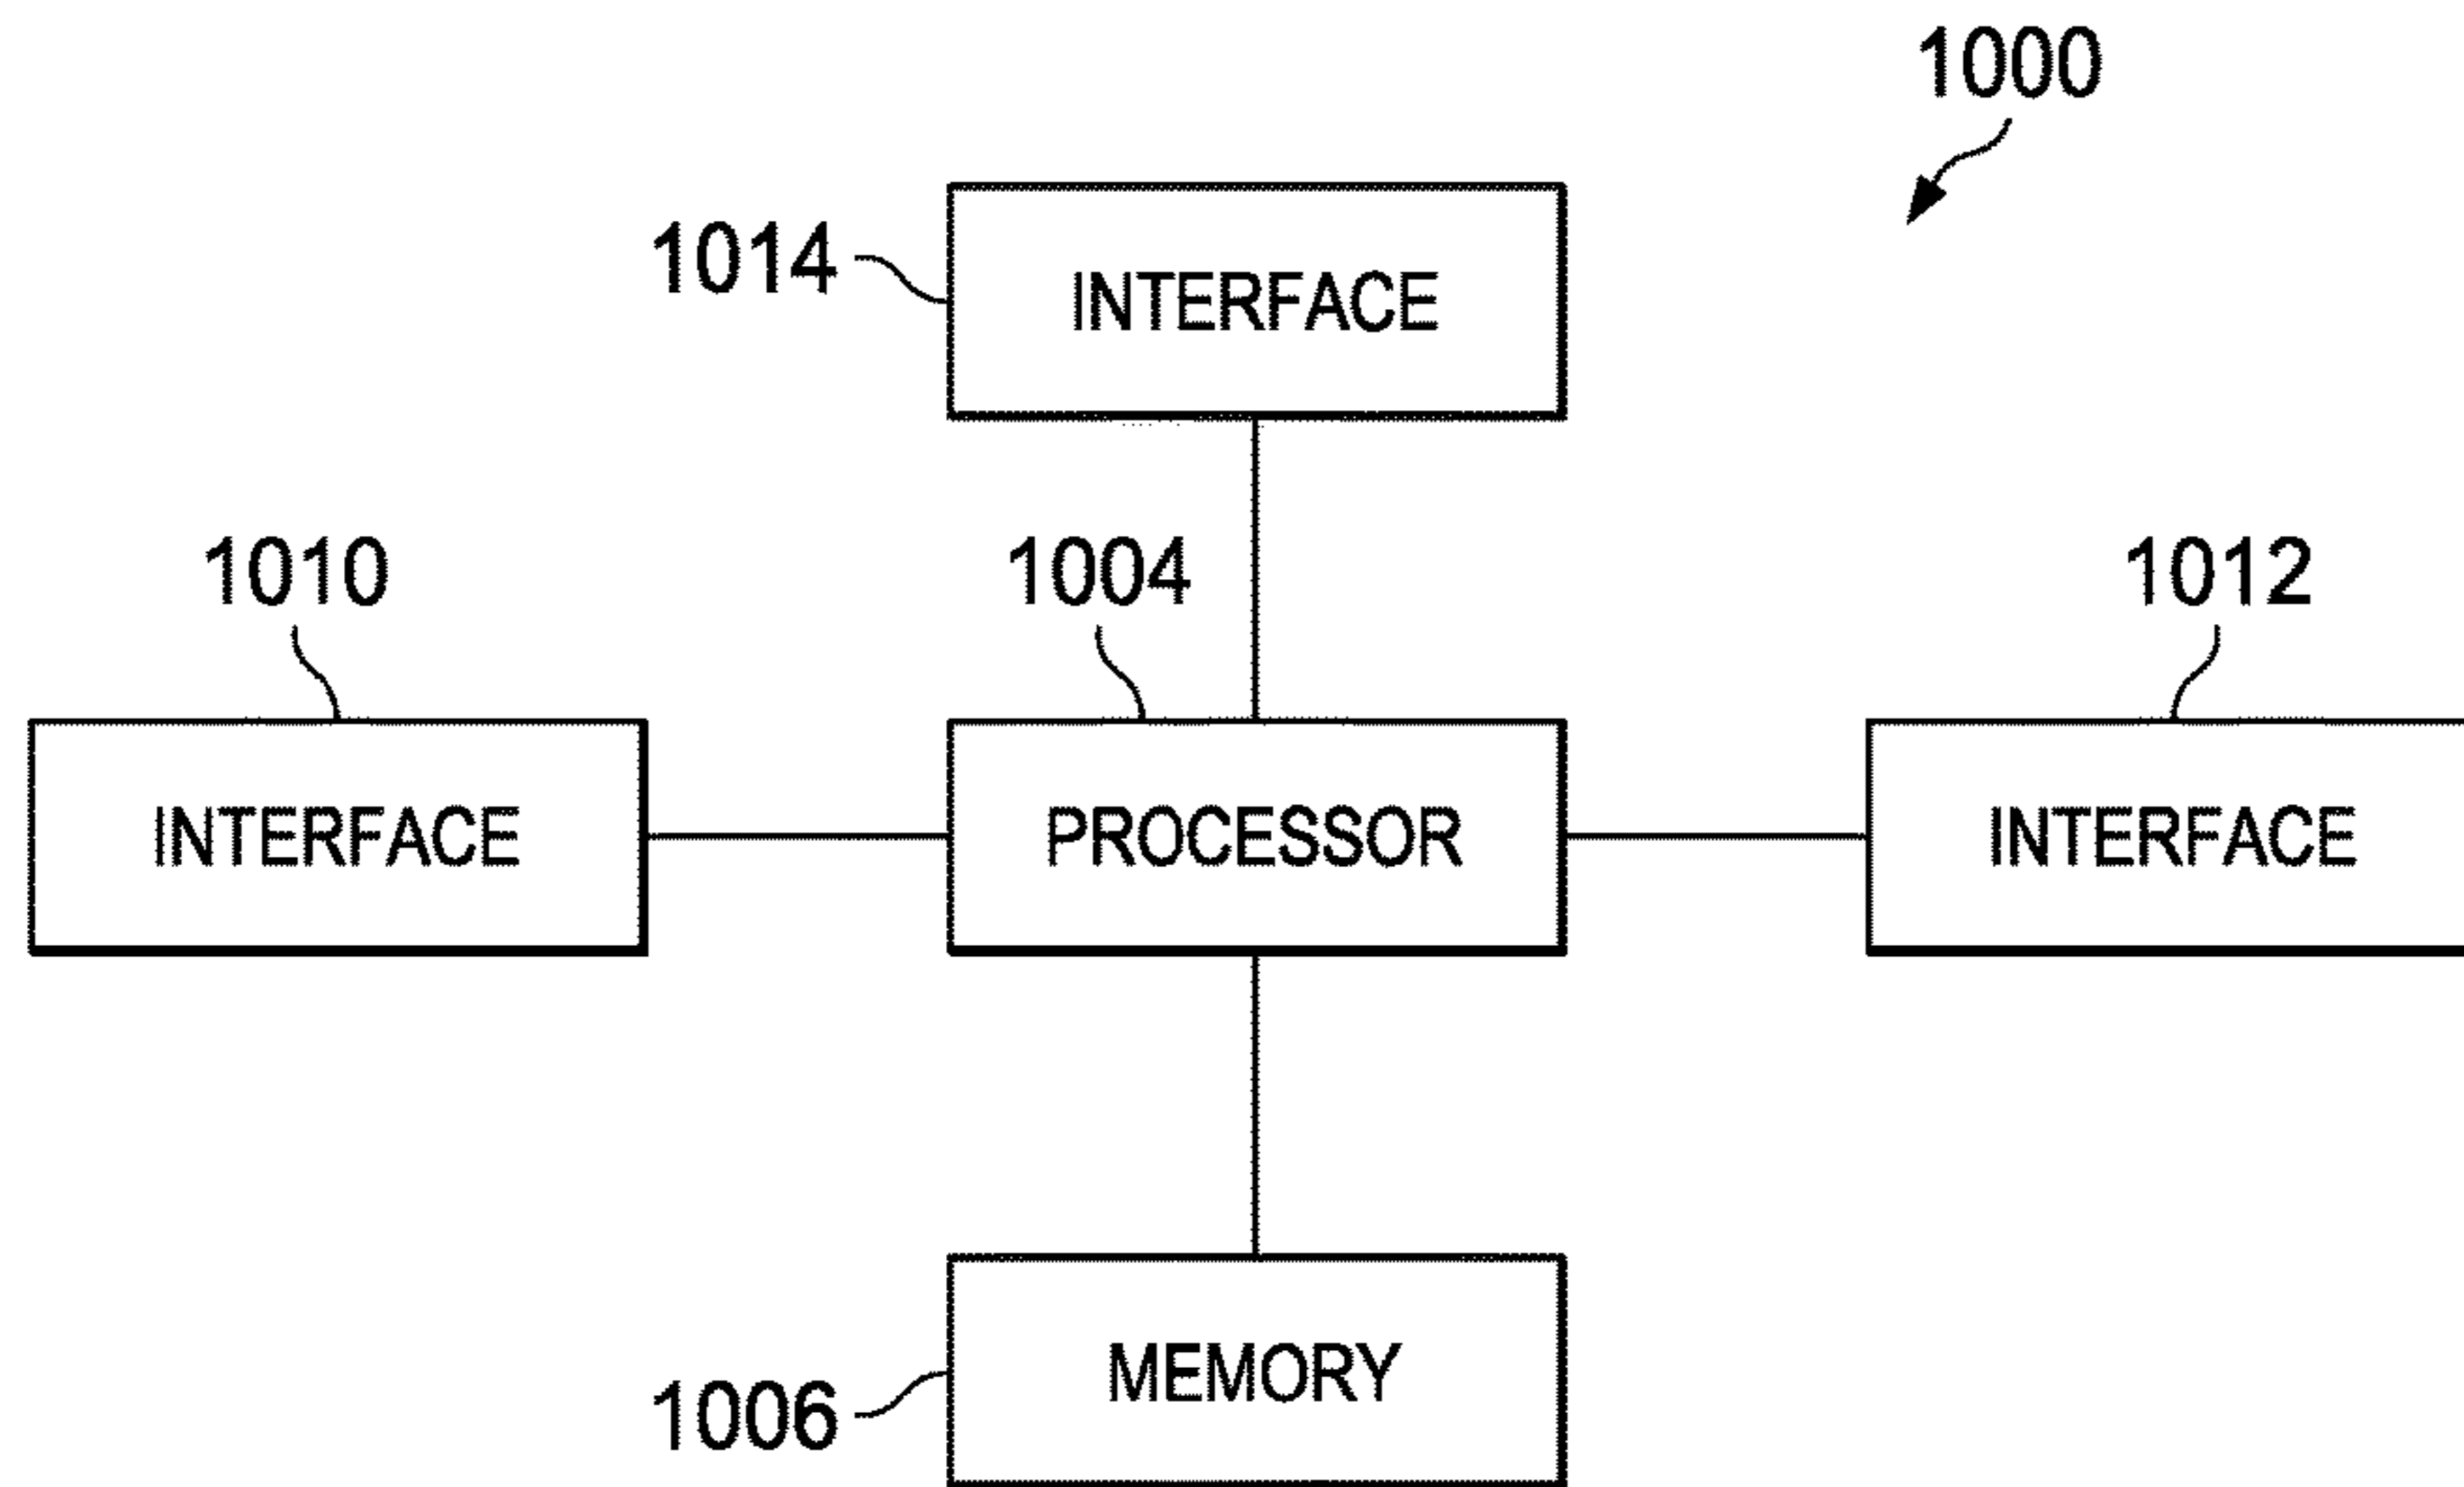 1000
1014
INTERFACE
1010
1004
1012
INTERFACE
PROCESSOR
INTERFACE
MEMORY
1006